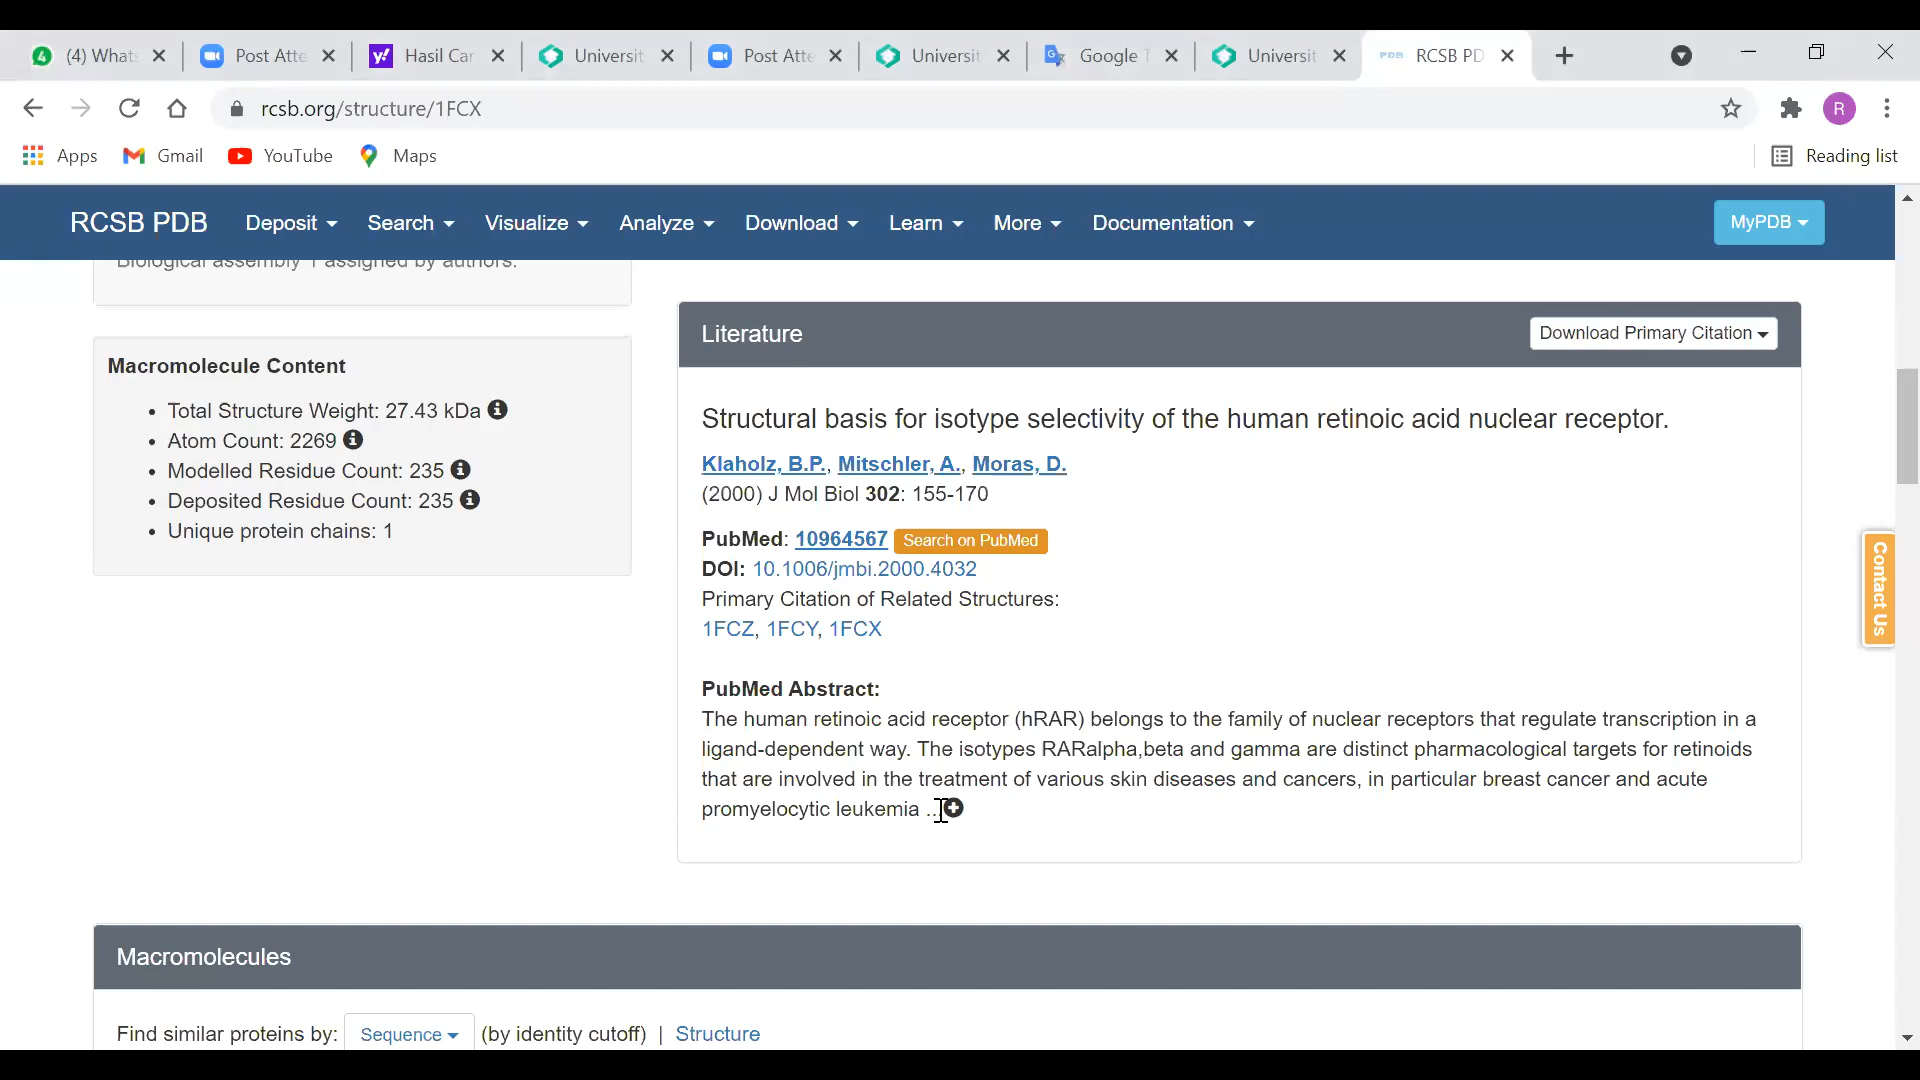 (4) Whats
Post Atte
Hasil Car
Universit
Post Atte
Universit
Google T
Universit
RCSB PD
rcsb.org/structure/1FCX
R
Apps
Gmail
YouTube
Maps
Reading list
RCSB PDB Deposit Search Visualize Analyze Download Learn More Documentation MyPDB
Biological assembly 1 assigned by authors.
Macromolecule Content
Total Structure Weight: 27.43 kDa
Atom Count: 2269
Modelled Residue Count: 235
Deposited Residue Count: 235
Unique protein chains: 1
Literature
Download Primary Citation
Structural basis for isotype selectivity of the human retinoic acid nuclear receptor.
Klaholz, B.P., Mitschler, A., Moras, D.
(2000) J Mol Biol 302: 155-170
PubMed: 10964567 Search on PubMed
DOI: 10.1006/jmbi.2000.4032
Primary Citation of Related Structures:
1FCZ, 1FCY, 1FCX
PubMed Abstract:
The human retinoic acid receptor (hRAR) belongs to the family of nuclear receptors that regulate transcription in a
ligand-dependent way. The isotypes RARalpha,beta and gamma are distinct pharmacological targets for retinoids
that are involved in the treatment of various skin diseases and cancers, in particular breast cancer and acute
promyelocytic leukemia ...
Contact Us
Macromolecules
Find similar proteins by: Sequence (by identity cutoff) | Structure